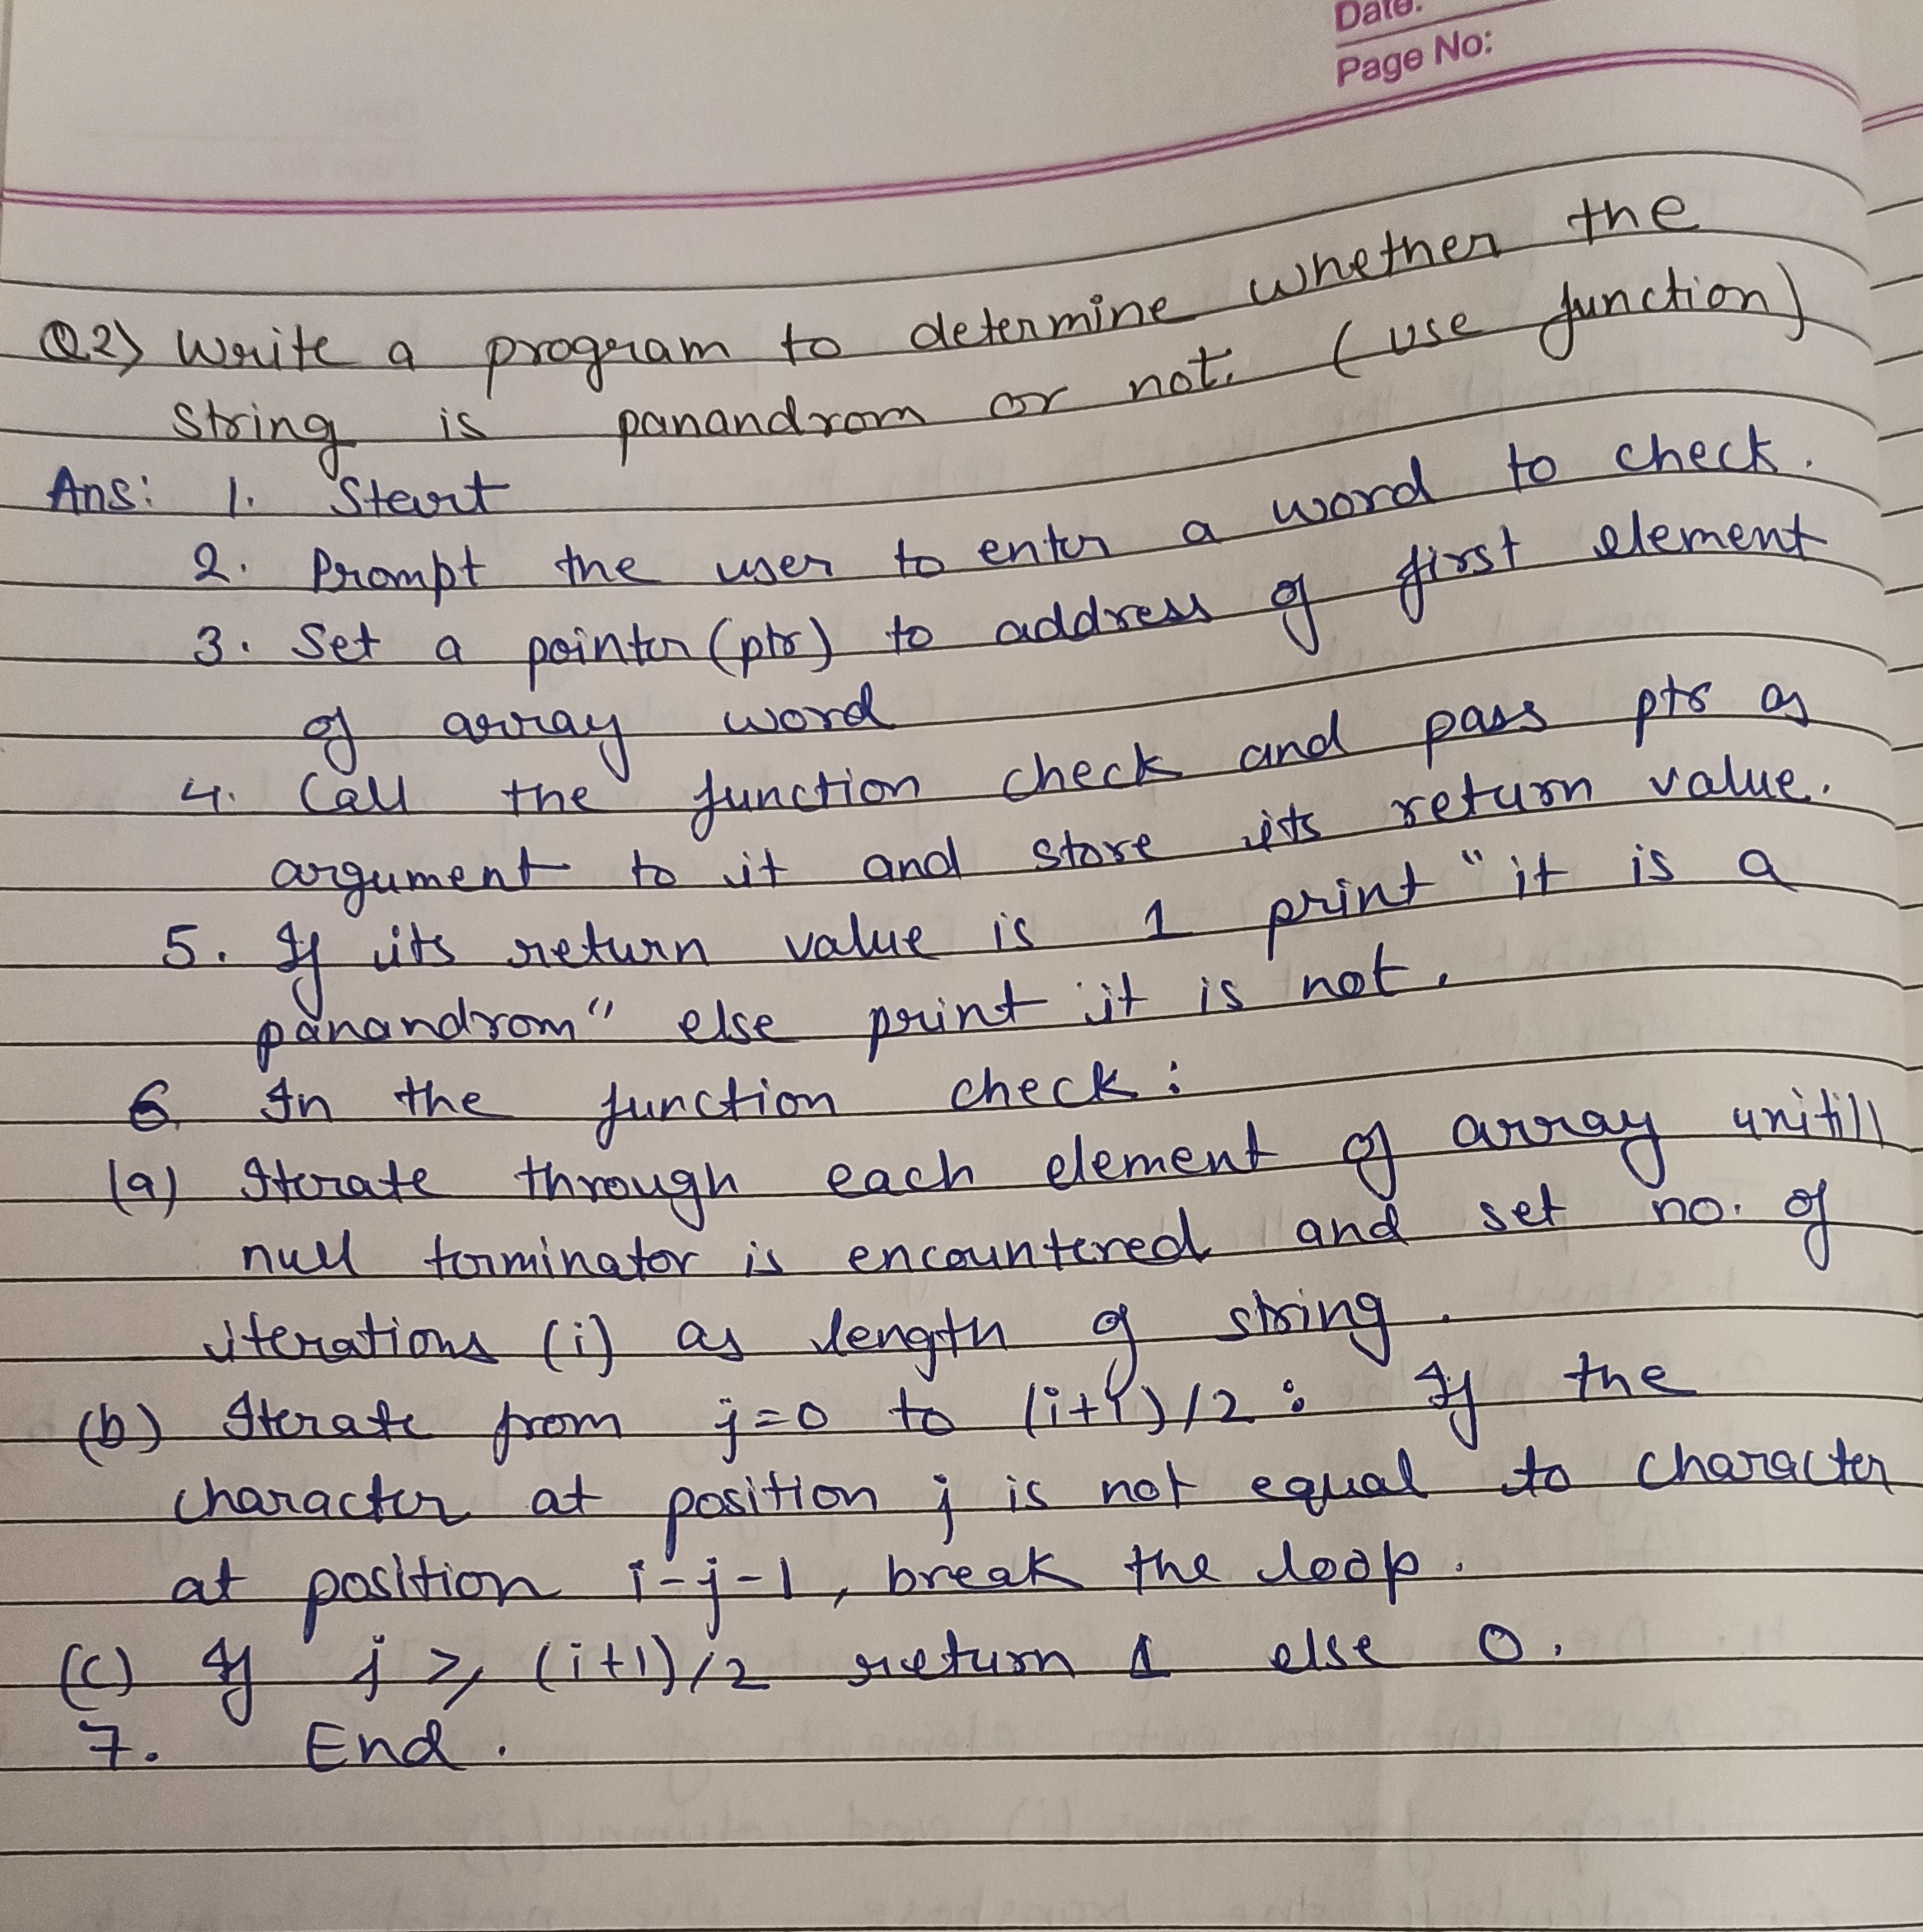 Date.
Page No:
Q2) Write a program to determine whether the
string is panandrom or not. (use function)
Ans: 1. Start
2. Prompt the user to enter a word to check.
3. Set a pointer (ptr) to address of first element
of array word
4. Call the function check and pass ptr as
argument to it and store its return value.
5. If its return value is 1 print "it is a
panandrom" else print it is not.
6. In the function check:
(a) Iterate through each element of array unitill
null terminator is encountered and set no. of
iterations (i) as length of string.
(b) Iterate from j=0 to (i+1)/2: If the
character at position j is not equal to character
at position i-j-1, break the loop.
(c) If j ≥ (i+1)/2 return 1 else 0.
7. End.